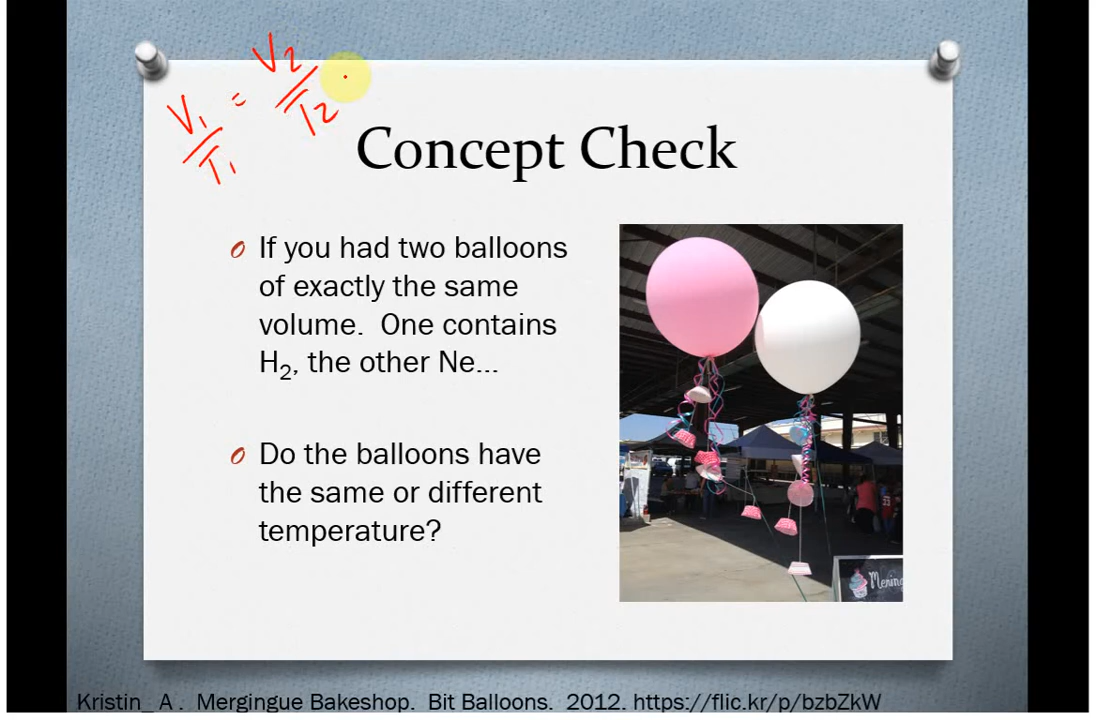 V₁/T₁ = V₂/T₂
Concept Check
If you had two balloons
of exactly the same
volume. One contains
H₂, the other Ne...
Do the balloons have
the same or different
temperature?
Kristin_ A . Mergingue Bakeshop. Bit Balloons. 2012. https://flic.kr/p/bzbZkW